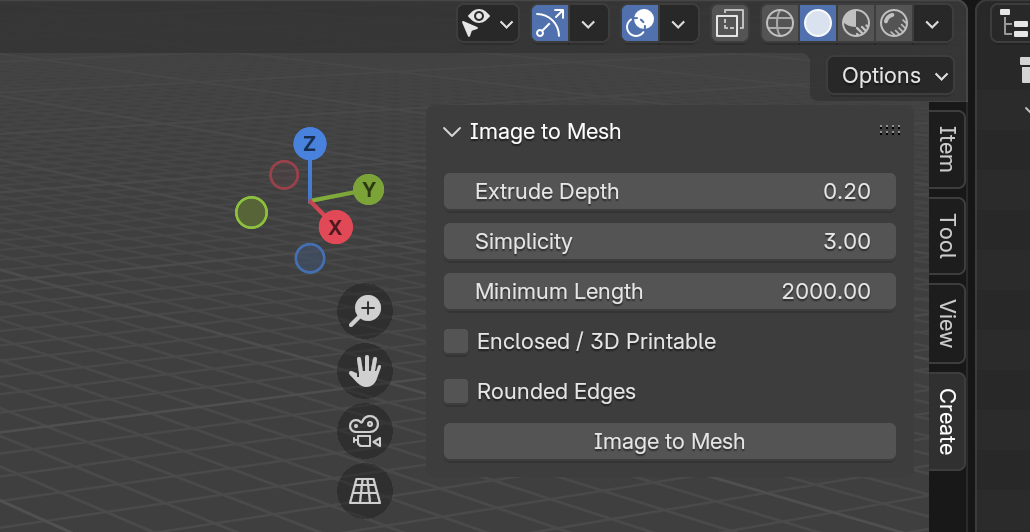 Options
Image to Mesh
Z
Y
X
Extrude Depth 0.20
Simplicity 3.00
Minimum Length 2000.00
Enclosed / 3D Printable
Rounded Edges
Image to Mesh
Item
Tool
View
Create